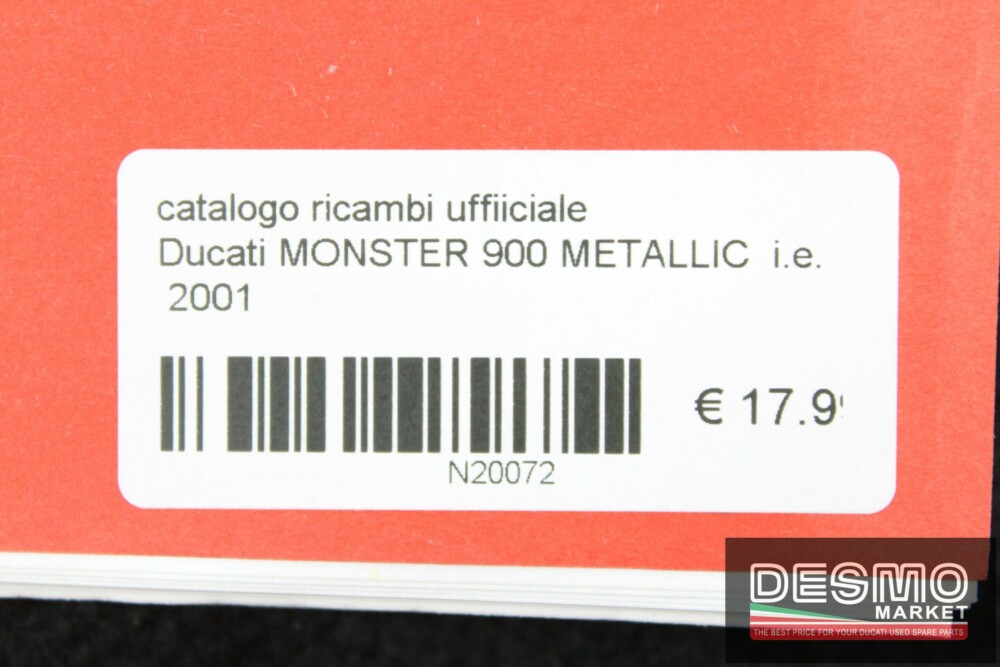 catalogo ricambi uffiiciale
Ducati MONSTER 900 METALLIC i.e.
2001
€ 17.9
N20072
DESMO
MARKET
THE BEST PRICE FOR YOUR DUCATI USED SPARE PARTS